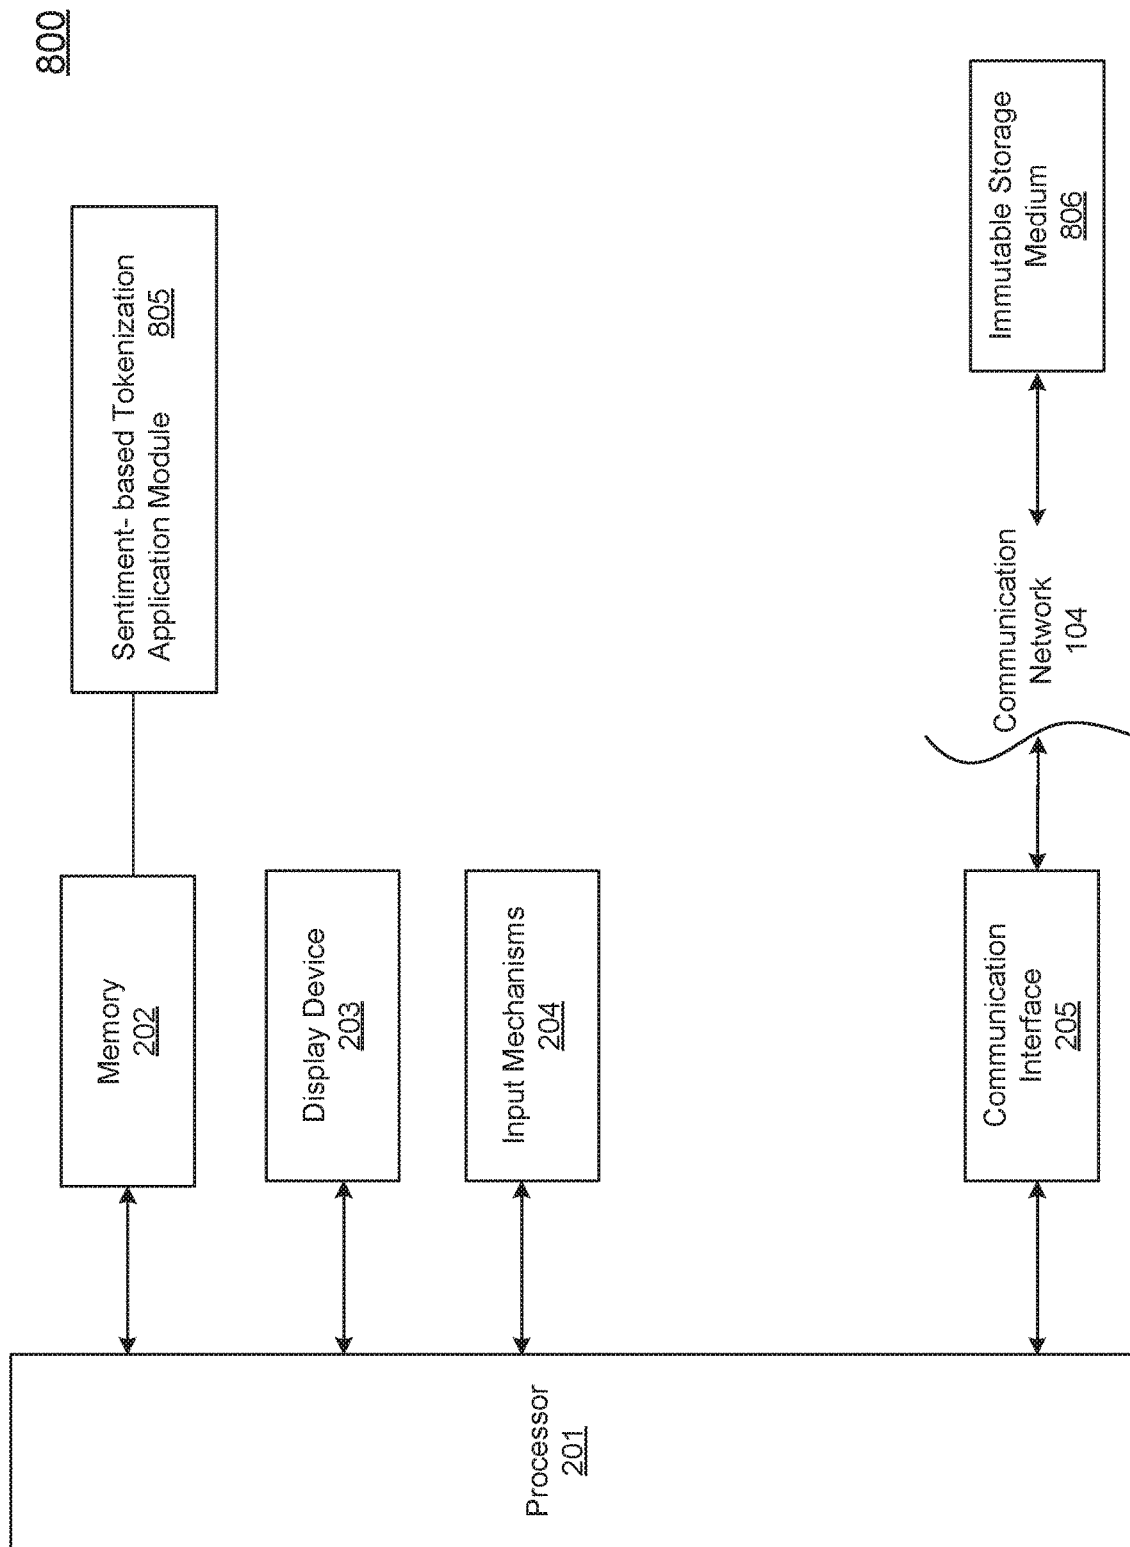 800
Sentiment- based Tokenization
Application Module 805
Memory
202
Display Device
203
Input Mechanisms
204
Communication
Interface
205
Communication
Network
104
Immutable Storage
Medium
806
Processor
201